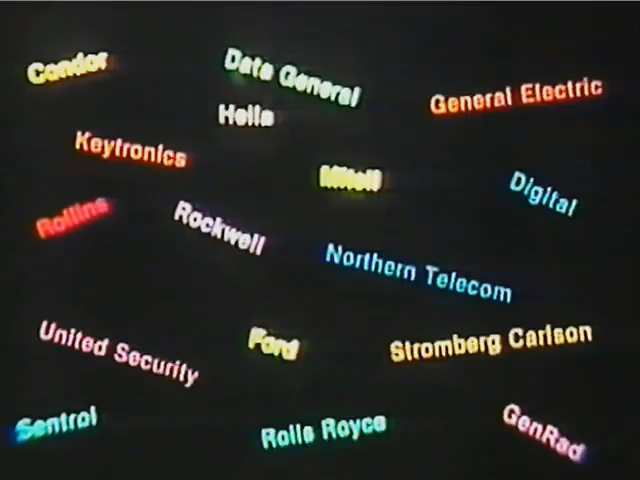 Condor
Data General
General Electric
Hella
Keytronics
Mitel
Digital
Rollins
Rockwell
Northern Telecom
United Security
Ford
Stromberg Carlson
Sentrol
Rolls Royce
GenRad